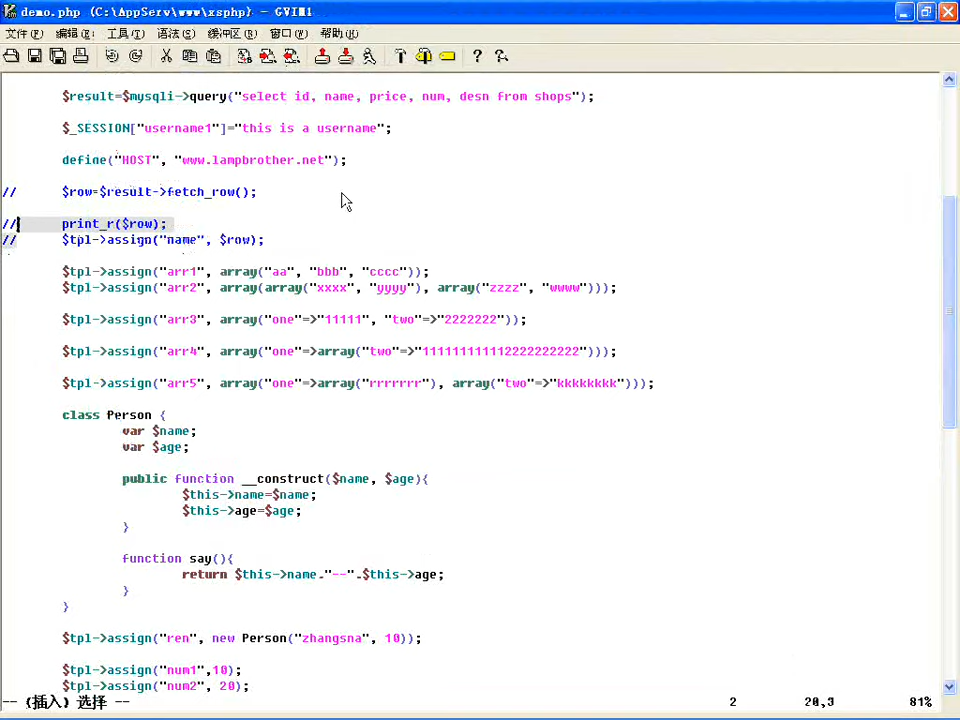 demo.php (C:\AppServ\www\xsphp) - GVIM1
文件(F) 编辑(E) 工具(T) 语法(S) 缓冲区(B) 窗口(W) 帮助(H)
$result=$mysqli->query("select id, name, price, num, desn from shops");
$_SESSION["username1"]="this is a username";
define("HOST", "www.lampbrother.net");
// $row=$result->fetch_row();
// print_r($row);
// $tpl->assign("name", $row);
$tpl->assign("arr1", array("aa", "bbb", "cccc"));
$tpl->assign("arr2", array(array("xxxx", "yyyy"), array("zzzz", "wwww")));
$tpl->assign("arr3", array("one"=>"11111", "two"=>"2222222"));
$tpl->assign("arr4", array("one"=>array("two"=>"111111111112222222222")));
$tpl->assign("arr5", array("one"=>array("rrrrrrr"), array("two"=>"kkkkkkkk")));
class Person {
var $name;
var $age;
public function __construct($name, $age){
$this->name=$name;
$this->age=$age;
}
function say(){
return $this->name."--".$this->age;
}
}
$tpl->assign("ren", new Person("zhangsna", 10));
$tpl->assign("num1",10);
$tpl->assign("num2", 20);
-- (插入) 选择 -- 2 20,3 81%